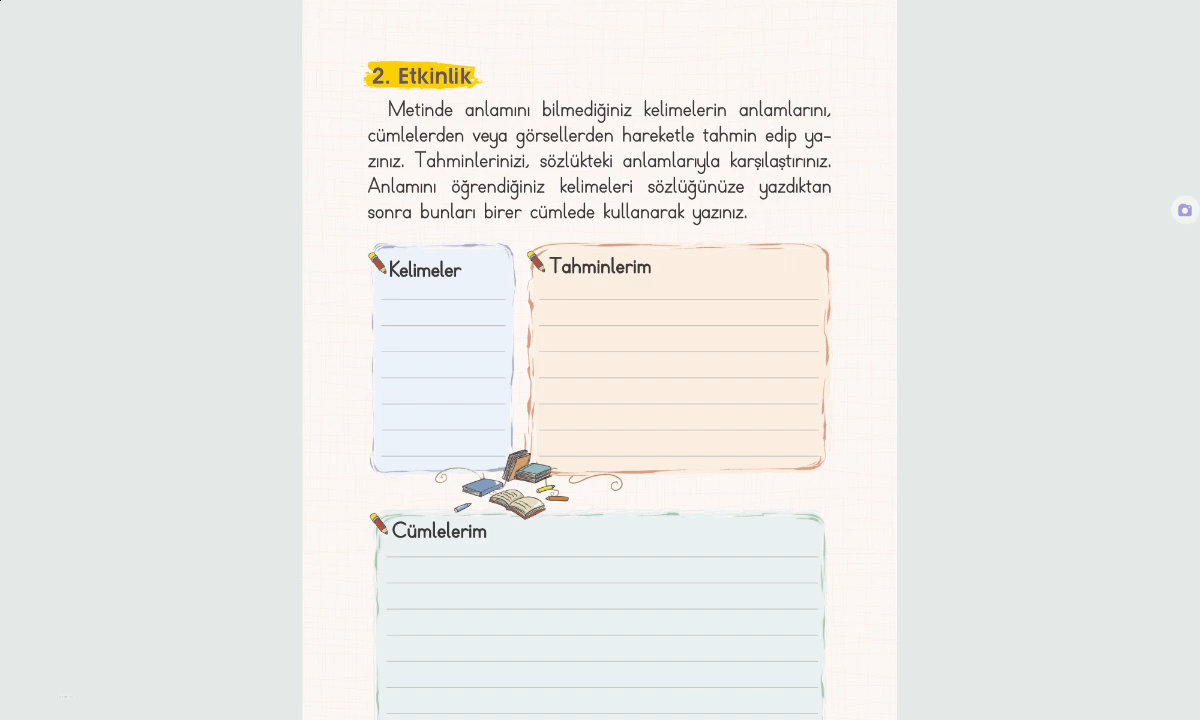 2. Etkinlik
Metinde anlamını bilmediğiniz kelimelerin anlamlarını,
cümlelerden veya görsellerden hareketle tahmin edip ya-
zınız. Tahminlerinizi, sözlükteki anlamlarıyla karşılaştırınız.
Anlamını öğrendiğiniz kelimeleri sözlüğünüze yazdıktan
sonra bunları birer cümlede kullanarak yazınız.
Kelimeler
Tahminlerim
Cümlelerim